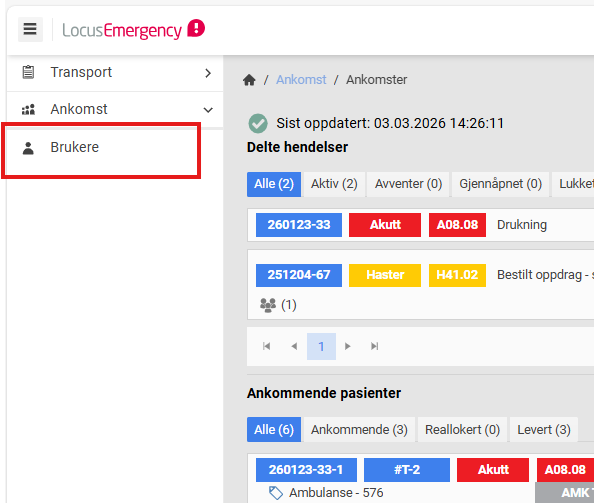 LocusEmergency
Transport
Ankomst
Brukere
/ Ankomst / Ankomster
Sist oppdatert: 03.03.2026 14:26:11
Delte hendelser
Alle (2) Aktiv (2) Avventer (0) Gjennåpnet (0) Lukket
260123-33 Akutt A08.08 Drukning
251204-67 Haster H41.02 Bestilt oppdrag - s
(1)
1
Ankommende pasienter
Alle (6) Ankommende (3) Reallokert (0) Levert (3)
260123-33-1 #T-2 Akutt A08.08
Ambulanse - 576 AMK